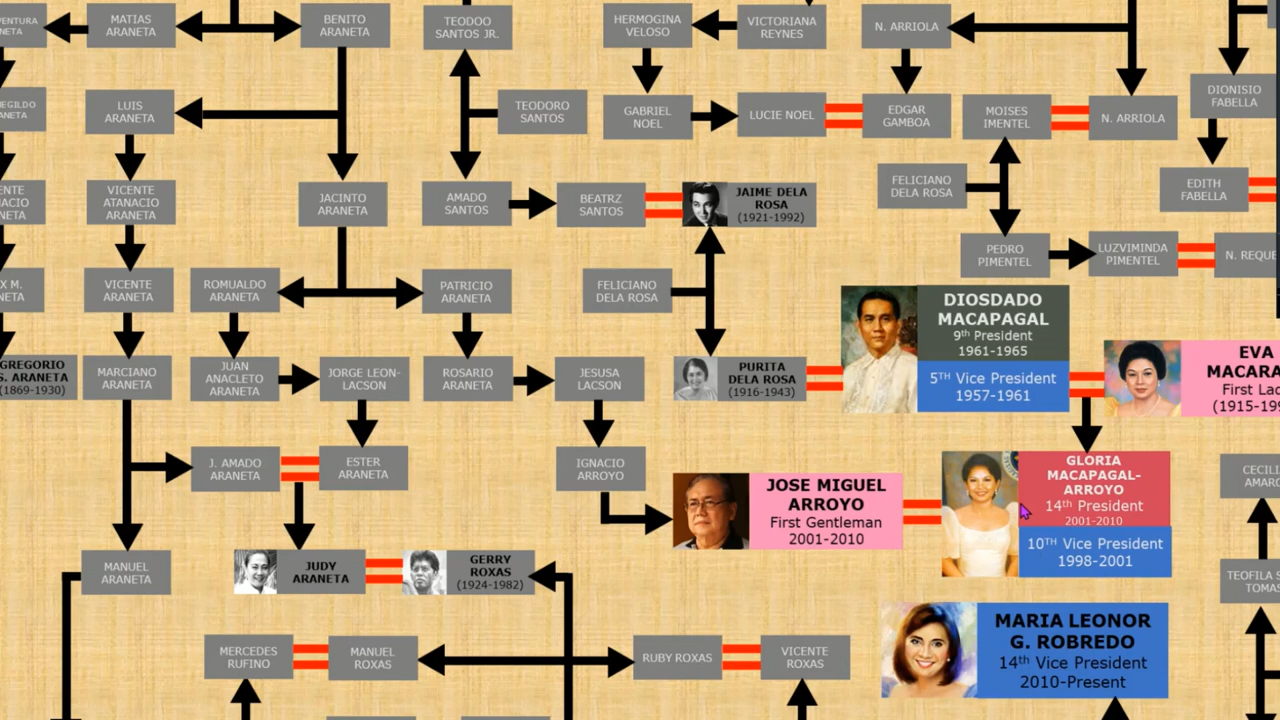 MATIAS
ARANETA
BENITO
ARANETA
TEODOO
SANTOS JR.
HERMOGINA
VELOSO
VICTORIANA
REYNES
N. ARRIOLA
LUIS
ARANETA
TEODORO
SANTOS
GABRIEL
NOEL
LUCIE NOEL
EDGAR
GAMBOA
MOISES
IMENTEL
N. ARRIOLA
DIONISIO
FABELLA
VICENTE
ATANACIO
ARANETA
JACINTO
ARANETA
AMADO
SANTOS
BEATRZ
SANTOS
JAIME DELA
ROSA
(1921-1992)
FELICIANO
DELA ROSA
EDITH
FABELLA
PEDRO
PIMENTEL
LUZVIMINDA
PIMENTEL
N. REQUE
X M.
NETA
VICENTE
ARANETA
ROMUALDO
ARANETA
PATRICIO
ARANETA
FELICIANO
DELA ROSA
DIOSDADO
MACAPAGAL
9th President
1961-1965
5TH Vice President
1957-1961
GREGORIO
S. ARANETA
(1869-1930)
MARCIANO
ARANETA
JUAN
ANACLETO
ARANETA
JORGE LEON-
LACSON
ROSARIO
ARANETA
JESUSA
LACSON
PURITA
DELA ROSA
(1916-1943)
EVA
MACARA
First Lad
(1915-199
J. AMADO
ARANETA
ESTER
ARANETA
IGNACIO
ARROYO
JOSE MIGUEL
ARROYO
First Gentleman
2001-2010
GLORIA
MACAPAGAL-
ARROYO
14th President
2001-2010
10TH Vice President
1998-2001
CECILI
AMARO
MANUEL
ARANETA
JUDY
ARANETA
GERRY
ROXAS
(1924-1982)
TEOFILA S
TOMAS
MERCEDES
RUFINO
MANUEL
ROXAS
RUBY ROXAS
VICENTE
ROXAS
MARIA LEONOR
G. ROBREDO
14th Vice President
2010-Present